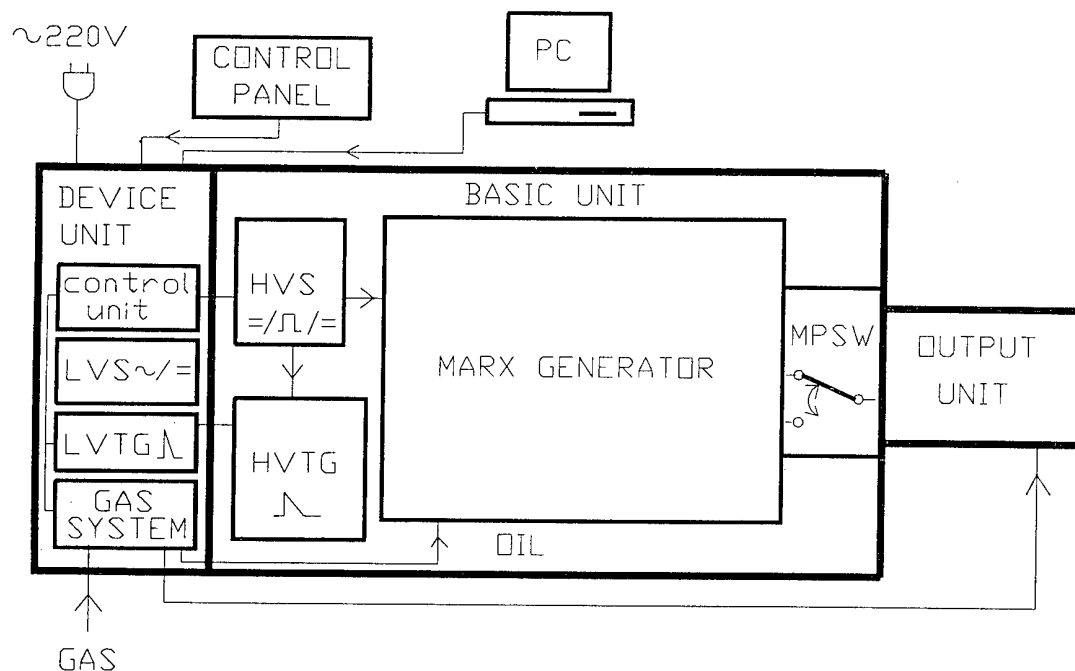 ~220V
CONTROL
PANEL
PC
DEVICE
UNIT
BASIC UNIT
control
unit
HVS
=/⎍/=
LVS~/=
LVTG
HVTG
GAS
SYSTEM
MARX GENERATOR
MPSW
OUTPUT
UNIT
OIL
GAS